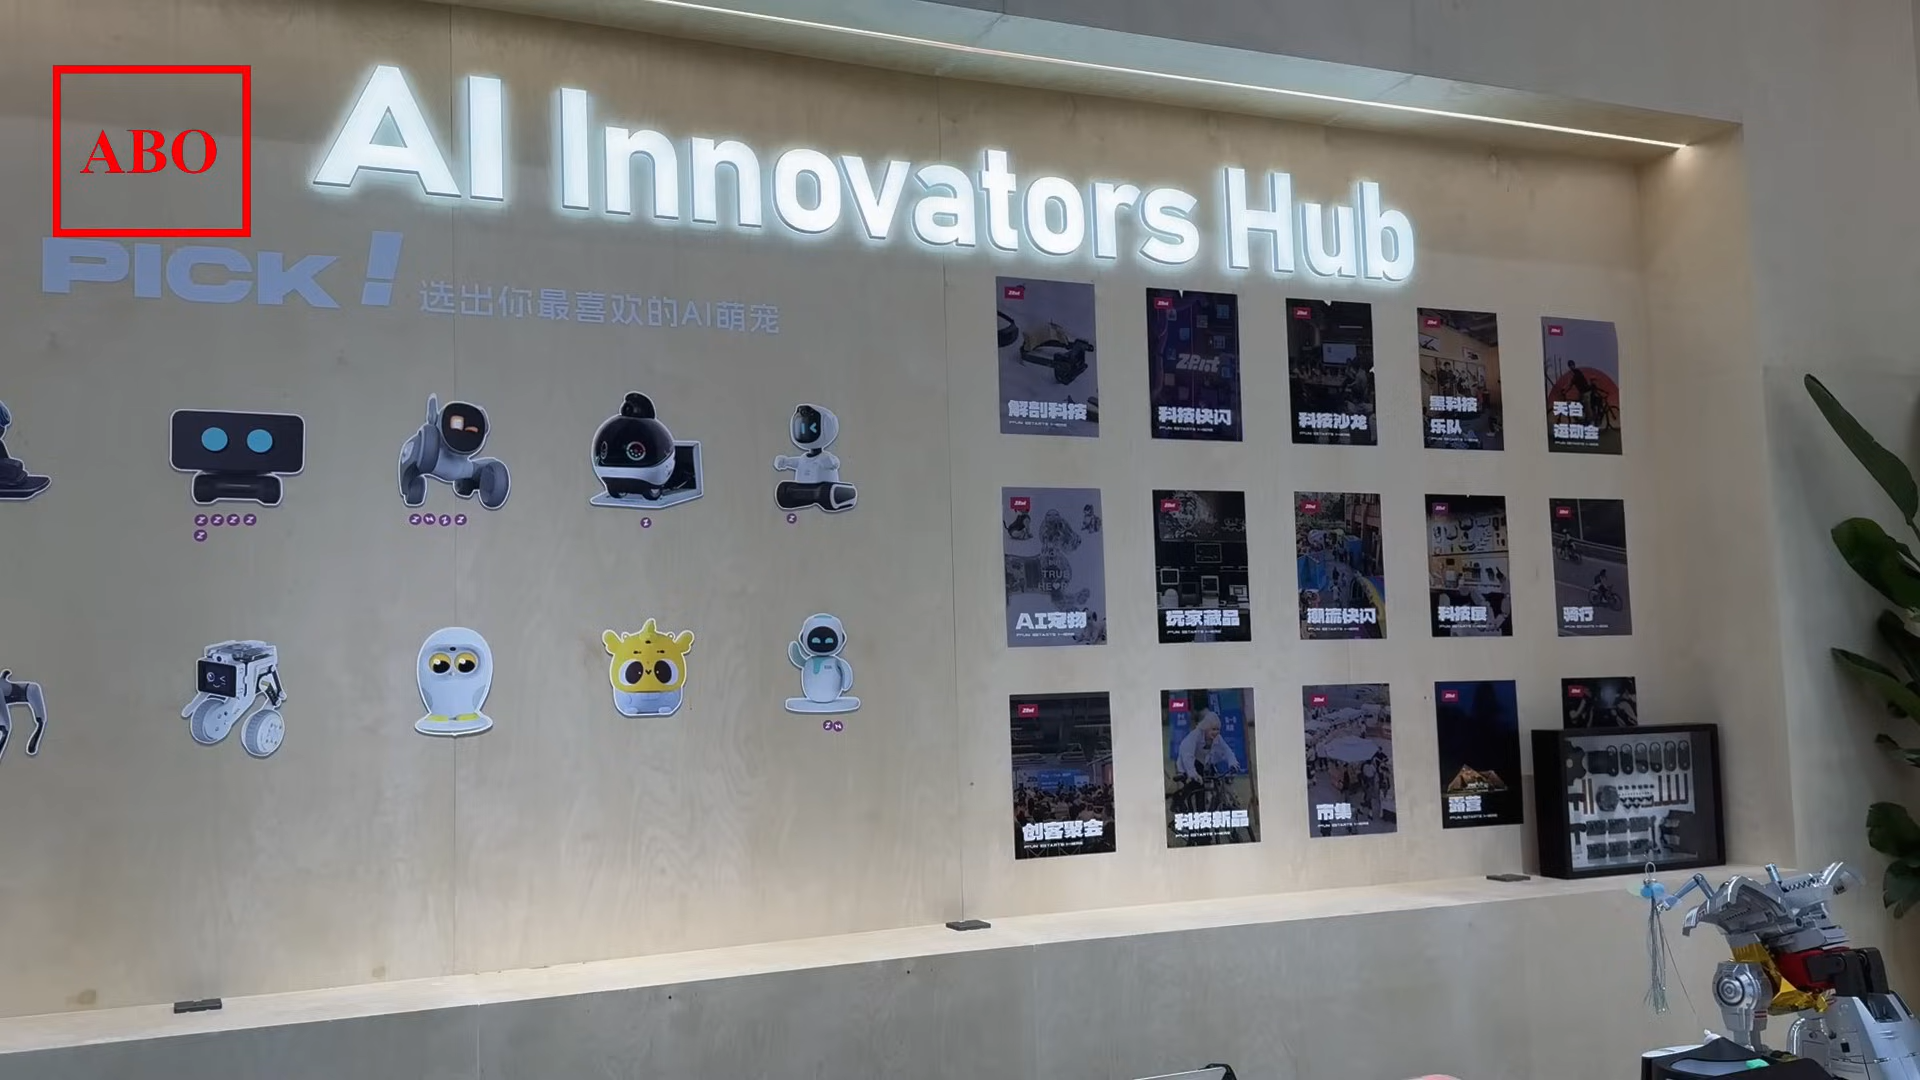 ABO
AI Innovators Hub
PICK!
选出你最喜欢的AI萌宠
解剖科技
科技快闪
科技沙龙
黑科技
乐队
天台
运动会
AI宠物
玩家藏品
潮流快闪
科技展
骑行
创客聚会
科技新品
市集
露营